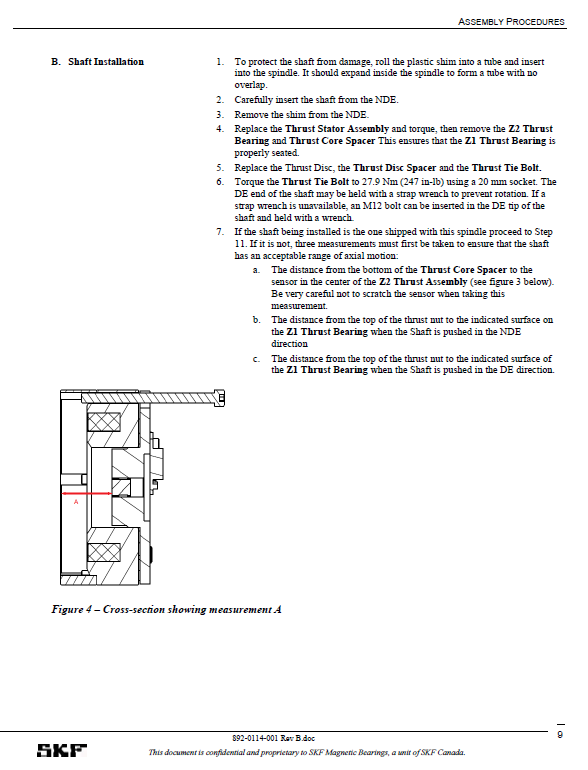 ASSEMBLY PROCEDURES
B. Shaft Installation
1. To protect the shaft from damage, roll the plastic shim into a tube and insert
into the spindle. It should expand inside the spindle to form a tube with no
overlap.
2. Carefully insert the shaft from the NDE.
3. Remove the shim from the NDE.
4. Replace the Thrust Stator Assembly and torque, then remove the Z2 Thrust
Bearing and Thrust Core Spacer This ensures that the Z1 Thrust Bearing is
properly seated.
5. Replace the Thrust Disc, the Thrust Disc Spacer and the Thrust Tie Bolt.
6. Torque the Thrust Tie Bolt to 27.9 Nm (247 in-lb) using a 20 mm socket. The
DE end of the shaft may be held with a strap wrench to prevent rotation. If a
strap wrench is unavailable, an M12 bolt can be inserted in the DE tip of the
shaft and held with a wrench.
7. If the shaft being installed is the one shipped with this spindle proceed to Step
11. If it is not, three measurements must first be taken to ensure that the shaft
has an acceptable range of axial motion:
a. The distance from the bottom of the Thrust Core Spacer to the
sensor in the center of the Z2 Thrust Assembly (see figure 3 below).
Be very careful not to scratch the sensor when taking this
measurement.
b. The distance from the top of the thrust nut to the indicated surface on
the Z1 Thrust Bearing when the Shaft is pushed in the NDE
direction
c. The distance from the top of the thrust nut to the indicated surface of
the Z1 Thrust Bearing when the Shaft is pushed in the DE direction.
A
Figure 4 – Cross-section showing measurement A
892-0114-001 Rev B.doc
9
SKF
This document is confidential and proprietary to SKF Magnetic Bearings, a unit of SKF Canada.